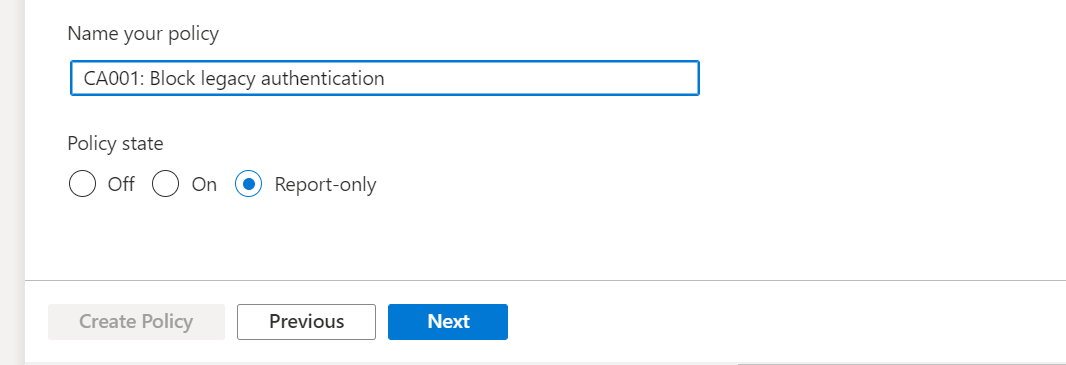 Name your policy
CA001: Block legacy authentication
Policy state
Off On Report-only
Create Policy Previous Next